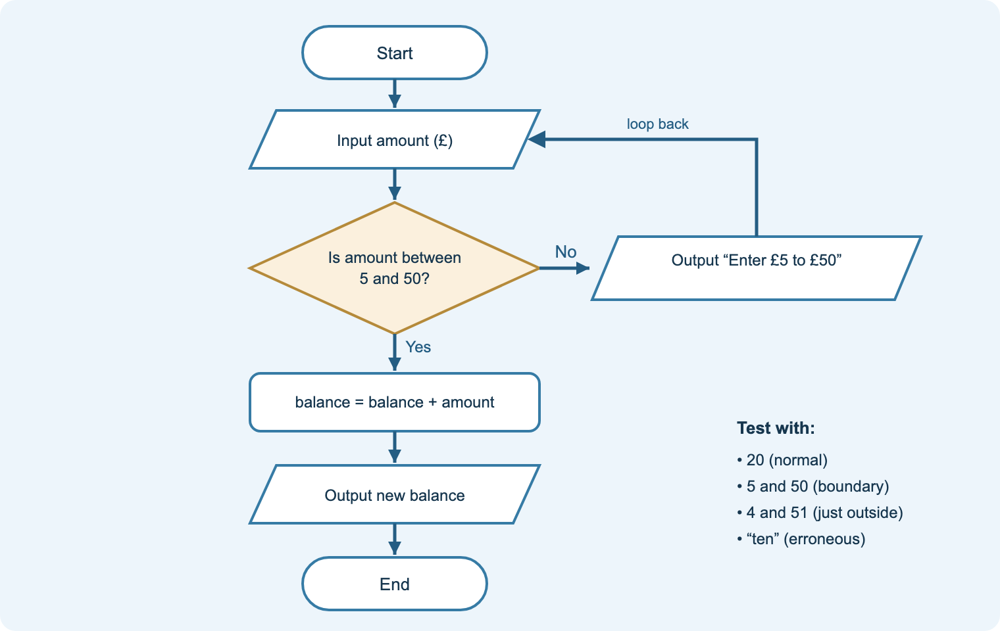 Start
Input amount (£)
loop back
Is amount between
5 and 50?
No
Output “Enter £5 to £50”
Yes
balance = balance + amount
Output new balance
End
Test with:
• 20 (normal)
• 5 and 50 (boundary)
• 4 and 51 (just outside)
• “ten” (erroneous)